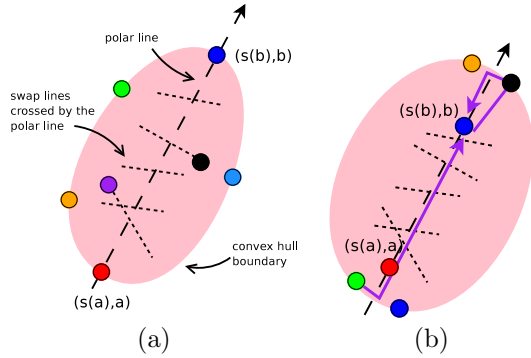 polar line
(s(b),b)
swap lines
crossed by the
polar line
convex hull
boundary
(s(a),a)
(a)
(s(b),b)
(s(a),a)
(b)